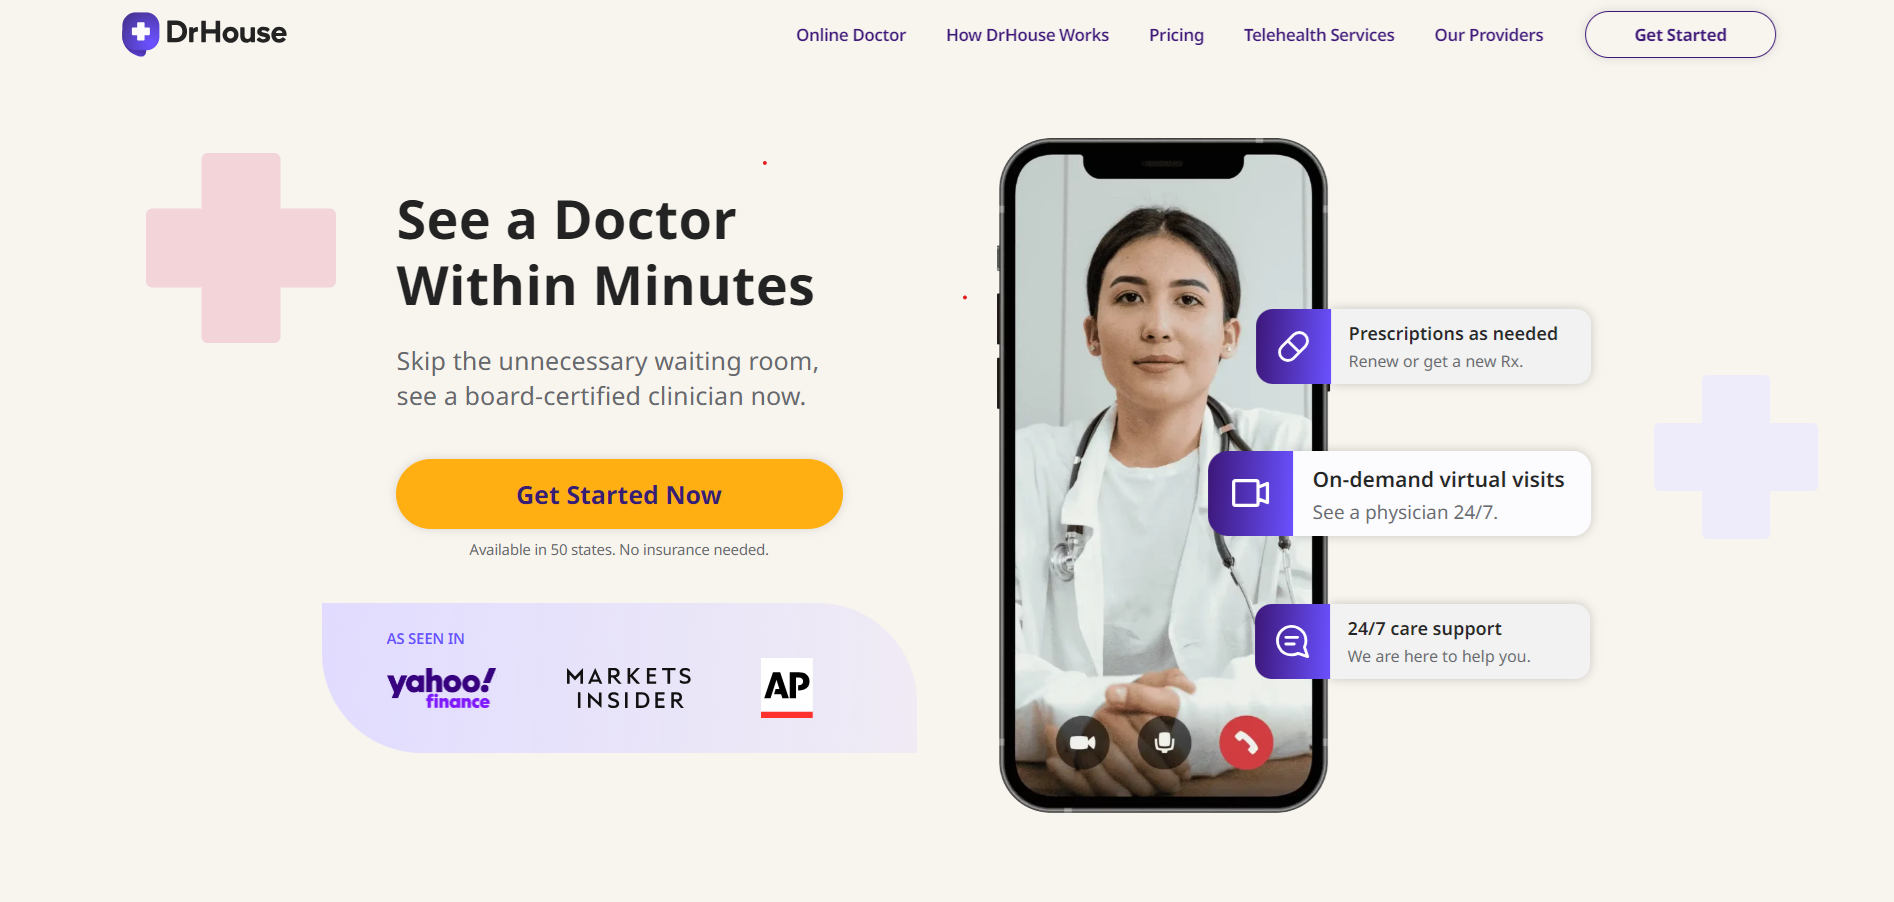 DrHouse
Online Doctor
How DrHouse Works
Pricing
Telehealth Services
Our Providers
Get Started
See a Doctor
Within Minutes
Skip the unnecessary waiting room,
see a board-certified clinician now.
Get Started Now
Available in 50 states. No insurance needed.
AS SEEN IN
yahoo!
finance
MARKETS
INSIDER
AP
Prescriptions as needed
Renew or get a new Rx.
On-demand virtual visits
See a physician 24/7.
24/7 care support
We are here to help you.